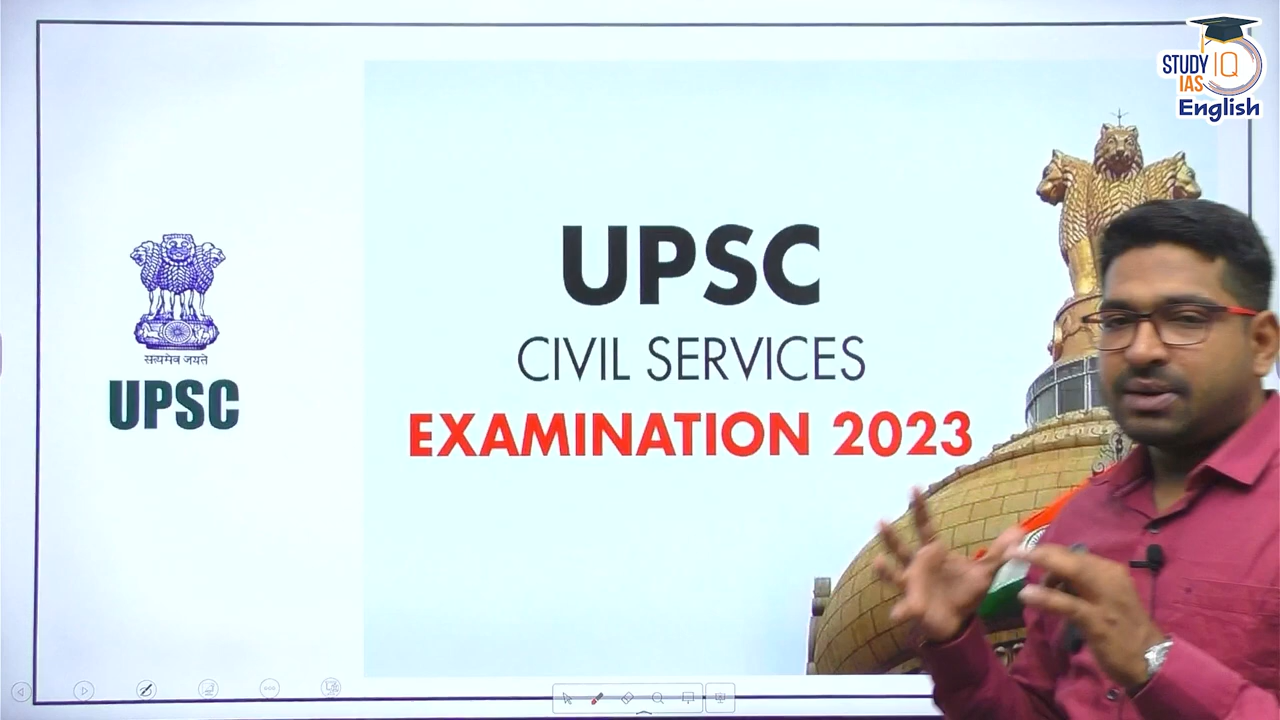 STUDY IQ
IAS
English
UPSC
CIVIL SERVICES
EXAMINATION 2023
सत्यमेव जयते
UPSC